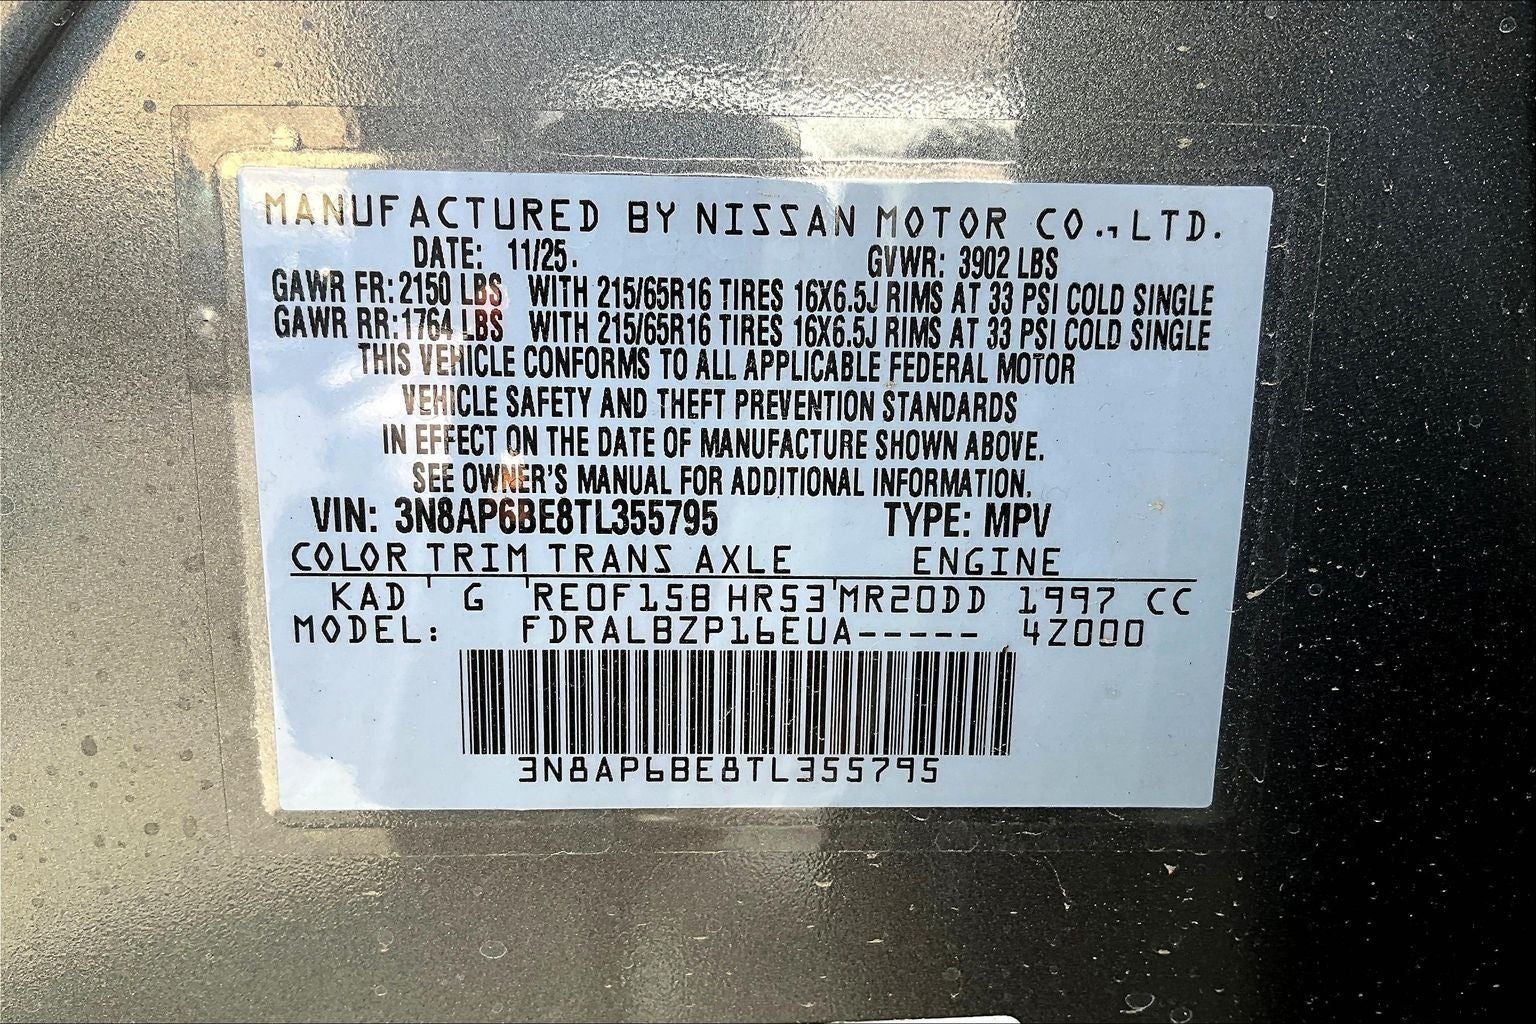 MANUFACTURED BY NISSAN MOTOR CO., LTD.
DATE: 11/25. GVWR: 3902 LBS
GAWR FR: 2150 LBS WITH 215/65R16 TIRES 16X6.5J RIMS AT 33 PSI COLD SINGLE
GAWR RR: 1764 LBS WITH 215/65R16 TIRES 16X6.5J RIMS AT 33 PSI COLD SINGLE
THIS VEHICLE CONFORMS TO ALL APPLICABLE FEDERAL MOTOR
VEHICLE SAFETY AND THEFT PREVENTION STANDARDS
IN EFFECT ON THE DATE OF MANUFACTURE SHOWN ABOVE.
SEE OWNER'S MANUAL FOR ADDITIONAL INFORMATION.
VIN: 3N8AP6BE8TL355795 TYPE: MPV
COLOR TRIM TRANS AXLE ENGINE
KAD G RE0F15B HR53 MR20DD 1997 CC
MODEL: FDRALBZP16EUA----- 4Z000
3N8AP6BE8TL355795